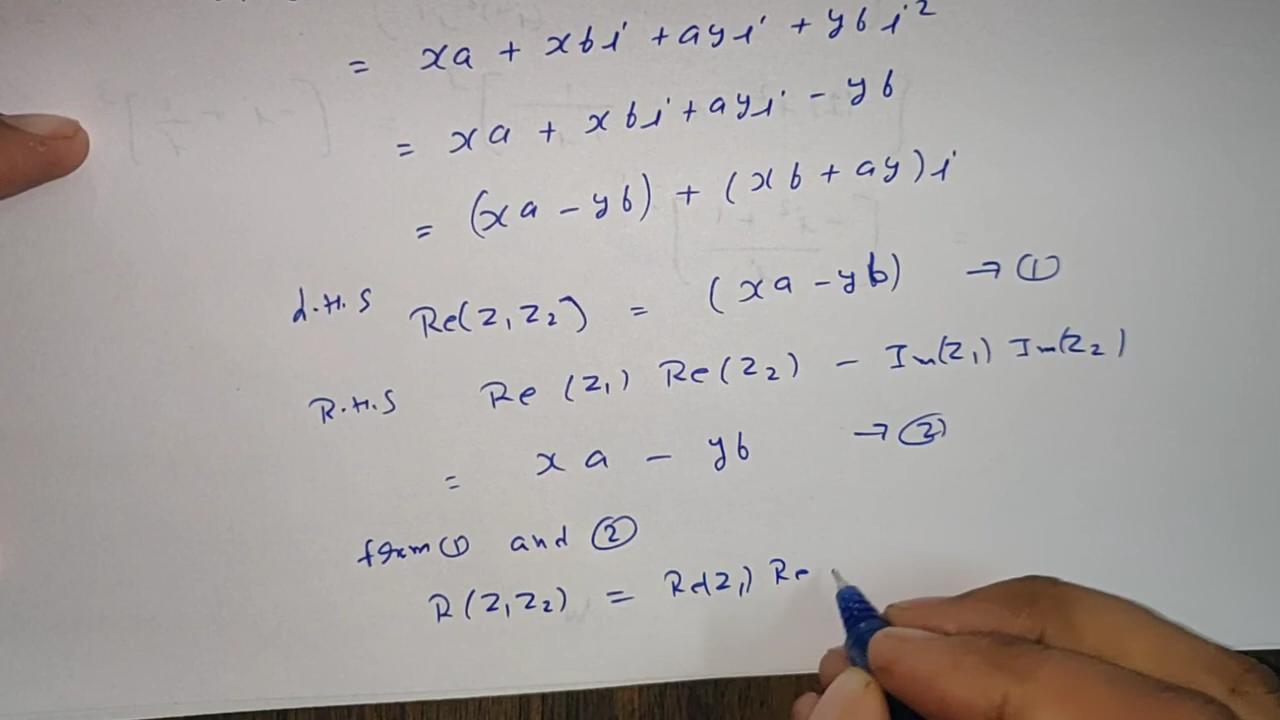 = xa + xbi + ayi + ybi²
= xa + xbi + ayi - yb
= (xa - yb) + (xb + ay)i
L.H.S Re(z₁z₂) = (xa - yb) → ①
R.H.S Re (z₁) Re(z₂) - Im(z₁) Im(z₂)
= xa - yb → ②
from ① and ②
R(z₁z₂) = Re(z₁) Re